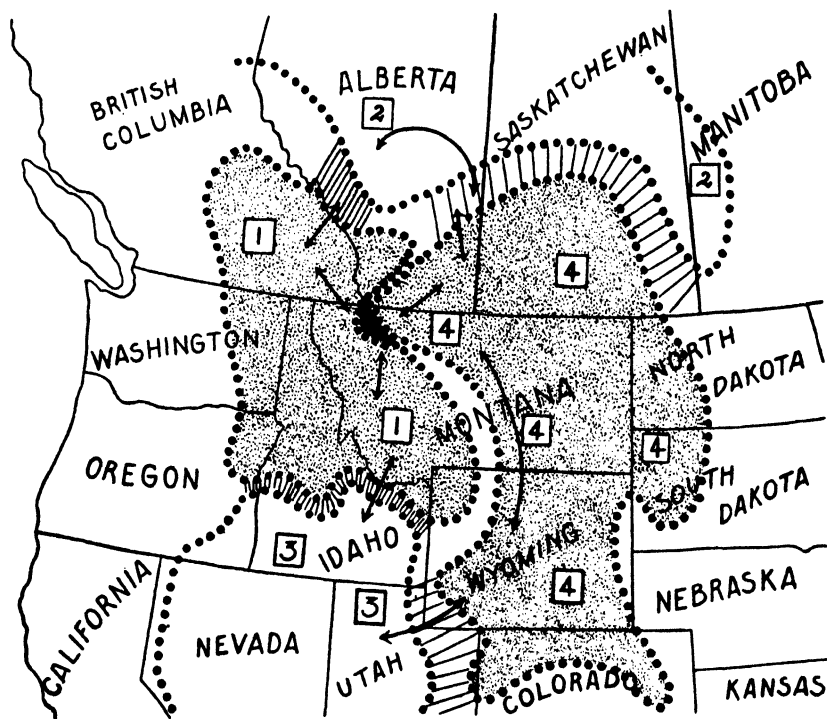 BRITISH
COLUMBIA
ALBERTA
2
SASKATCHEWAN
MANITOBA
2
1
4
4
WASHINGTON
NORTH
DAKOTA
1
MONTANA
4
4
OREGON
SOUTH
DAKOTA
3
IDAHO
WYOMING
4
3
NEBRASKA
CALIFORNIA
NEVADA
UTAH
COLORADO
KANSAS